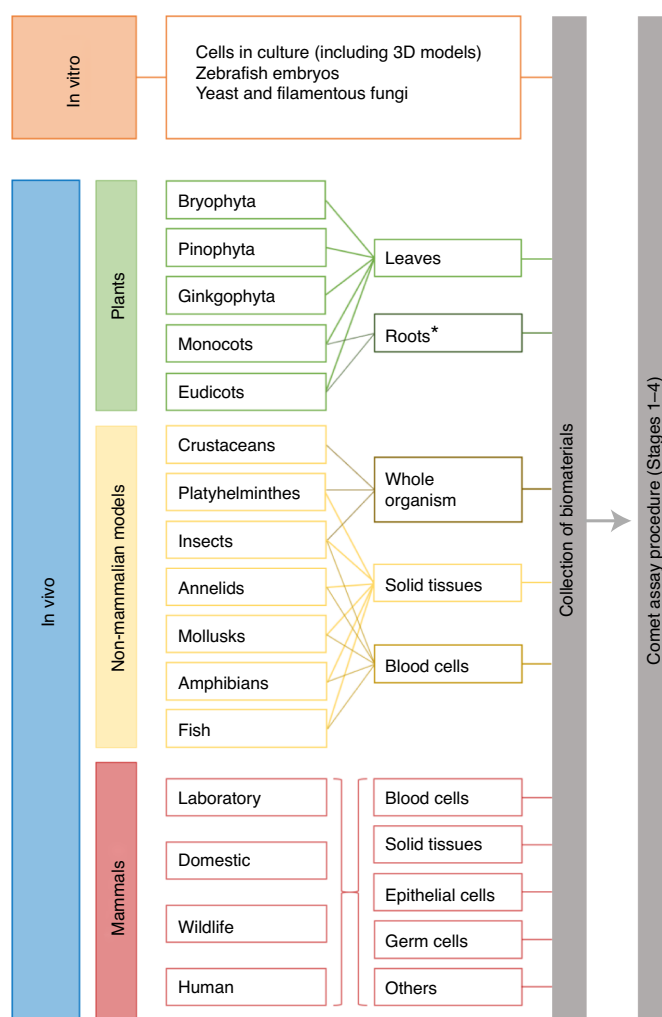 In vitro
Cells in culture (including 3D models)
Zebrafish embryos
Yeast and filamentous fungi
In vivo
Plants
Bryophyta
Pinophyta
Ginkgophyta
Monocots
Eudicots
Leaves
Roots*
Non-mammalian models
Crustaceans
Platyhelminthes
Insects
Annelids
Mollusks
Amphibians
Fish
Whole
organism
Solid tissues
Blood cells
Mammals
Laboratory
Domestic
Wildlife
Human
Blood cells
Solid tissues
Epithelial cells
Germ cells
Others
Collection of biomaterials
Comet assay procedure (Stages 1–4)